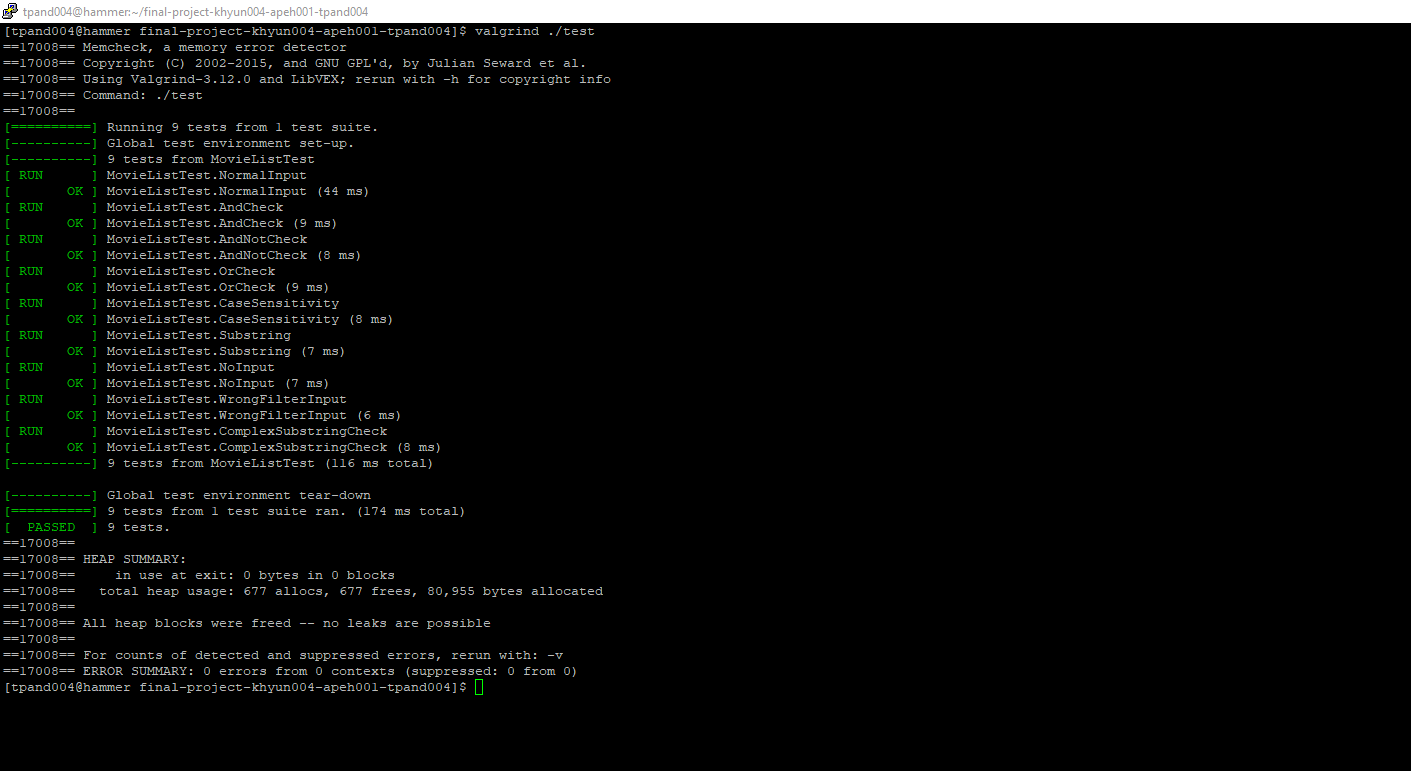 tpand004@hammer:~/final-project-khyun004-apeh001-tpand004
[tpand004@hammer final-project-khyun004-apeh001-tpand004]$ valgrind ./test
==17008== Memcheck, a memory error detector
==17008== Copyright (C) 2002-2015, and GNU GPL'd, by Julian Seward et al.
==17008== Using Valgrind-3.12.0 and LibVEX; rerun with -h for copyright info
==17008== Command: ./test
==17008==
[==========] Running 9 tests from 1 test suite.
[----------] Global test environment set-up.
[----------] 9 tests from MovieListTest
[ RUN      ] MovieListTest.NormalInput
[       OK ] MovieListTest.NormalInput (44 ms)
[ RUN      ] MovieListTest.AndCheck
[       OK ] MovieListTest.AndCheck (9 ms)
[ RUN      ] MovieListTest.AndNotCheck
[       OK ] MovieListTest.AndNotCheck (8 ms)
[ RUN      ] MovieListTest.OrCheck
[       OK ] MovieListTest.OrCheck (9 ms)
[ RUN      ] MovieListTest.CaseSensitivity
[       OK ] MovieListTest.CaseSensitivity (8 ms)
[ RUN      ] MovieListTest.Substring
[       OK ] MovieListTest.Substring (7 ms)
[ RUN      ] MovieListTest.NoInput
[       OK ] MovieListTest.NoInput (7 ms)
[ RUN      ] MovieListTest.WrongFilterInput
[       OK ] MovieListTest.WrongFilterInput (6 ms)
[ RUN      ] MovieListTest.ComplexSubstringCheck
[       OK ] MovieListTest.ComplexSubstringCheck (8 ms)
[----------] 9 tests from MovieListTest (116 ms total)

[----------] Global test environment tear-down
[==========] 9 tests from 1 test suite ran. (174 ms total)
[  PASSED  ] 9 tests.
==17008==
==17008== HEAP SUMMARY:
==17008==     in use at exit: 0 bytes in 0 blocks
==17008==   total heap usage: 677 allocs, 677 frees, 80,955 bytes allocated
==17008==
==17008== All heap blocks were freed -- no leaks are possible
==17008==
==17008== For counts of detected and suppressed errors, rerun with: -v
==17008== ERROR SUMMARY: 0 errors from 0 contexts (suppressed: 0 from 0)
[tpand004@hammer final-project-khyun004-apeh001-tpand004]$